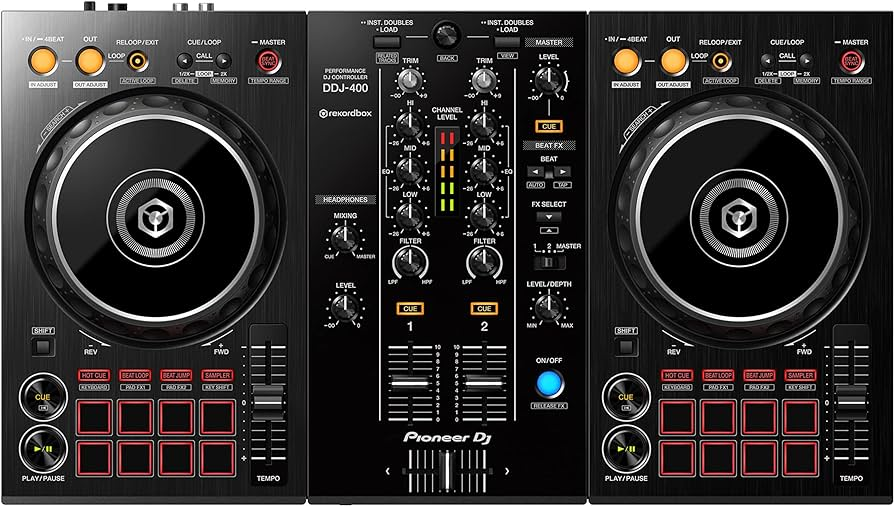 IN / –4BEAT
OUT
RELOOP/EXIT
CUE/LOOP
– MASTER
LOOP
CALL
BEAT SYNC
1/2X
LOOP
2X
IN ADJUST
OUT ADJUST
ACTIVE LOOP
DELETE
MEMORY
TEMPO RANGE
– SEARCH +
SHIFT
–
REV
+
FWD
HOT CUE
BEAT LOOP
BEAT JUMP
SAMPLER
KEYBOARD
PAD FX1
PAD FX2
KEY SHIFT
CUE
PLAY/PAUSE
0
+
TEMPO
INST. DOUBLES
LOAD
INST. DOUBLES
LOAD
RELATED TRACKS
BACK
VIEW
PERFORMANCE
DJ CONTROLLER
DDJ-400
rekordbox
HEADPHONES
MIXING
CUE
MASTER
LEVEL
-∞
0
TRIM
-∞
+9
TRIM
-∞
+9
HI
HI
-26
+6
-26
+6
CHANNEL
LEVEL
MID
MID
EQ
EQ
-26
+6
-26
+6
LOW
LOW
-26
+6
-26
+6
FILTER
FILTER
LPF
HPF
LPF
HPF
CUE
CUE
1
2
10
9
8
7
6
5
4
3
2
1
0
10
9
8
7
6
5
4
3
2
1
0
Pioneer Dj
MASTER
LEVEL
-∞
0
CUE
BEAT FX
BEAT
AUTO
TAP
FX SELECT
1 2 MASTER
LEVEL/DEPTH
MIN
MAX
ON/OFF
RELEASE FX
IN / –4BEAT
OUT
RELOOP/EXIT
CUE/LOOP
– MASTER
LOOP
CALL
BEAT SYNC
1/2X
LOOP
2X
IN ADJUST
OUT ADJUST
ACTIVE LOOP
DELETE
MEMORY
TEMPO RANGE
– SEARCH +
SHIFT
–
REV
+
FWD
HOT CUE
BEAT LOOP
BEAT JUMP
SAMPLER
KEYBOARD
PAD FX1
PAD FX2
KEY SHIFT
CUE
PLAY/PAUSE
0
+
TEMPO